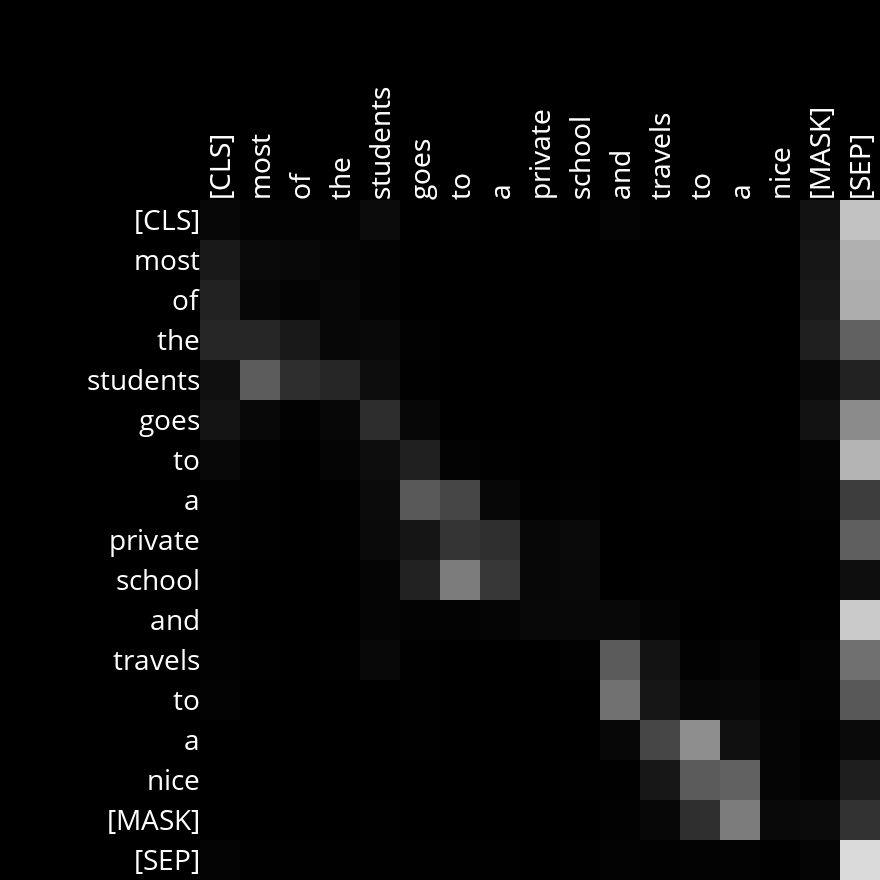 [CLS] most of the students goes to a private school and travels to a nice [MASK] [SEP]
[CLS]
most
of
the
students
goes
to
a
private
school
and
travels
to
a
nice
[MASK]
[SEP]